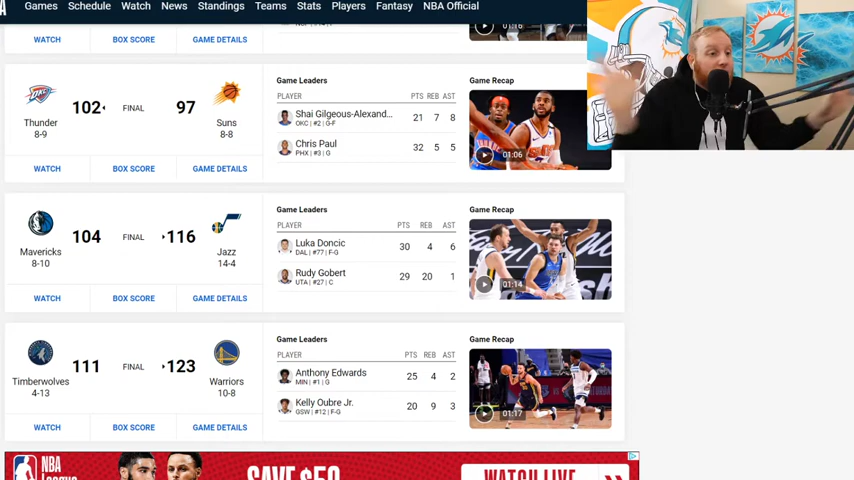 Games Schedule Watch News Standings Teams Stats Players Fantasy NBA Official
01:16
WATCH BOX SCORE GAME DETAILS
Game Leaders Game Recap
PLAYER PTS REB AST
102 FINAL 97
Shai Gilgeous-Alexand... 21 7 8
OKC | #2 | G-F
Thunder Suns
8-9 8-8
Chris Paul 32 5 5
PHX | #3 | G
01:06
WATCH BOX SCORE GAME DETAILS
Game Leaders Game Recap
PLAYER PTS REB AST
104 FINAL 116
Luka Doncic 30 4 6
DAL | #77 | F-G
Mavericks Jazz
8-10 14-4
Rudy Gobert 29 20 1
UTA | #27 | C
01:14
WATCH BOX SCORE GAME DETAILS
Game Leaders Game Recap
PLAYER PTS REB AST
111 FINAL 123
Anthony Edwards 25 4 2
MIN | #1 | G
Timberwolves Warriors
4-13 10-8
Kelly Oubre Jr. 20 9 3
GSW | #12 | F-G
01:17
WATCH BOX SCORE GAME DETAILS
NBA
SAVE $50
WATCH LIVE